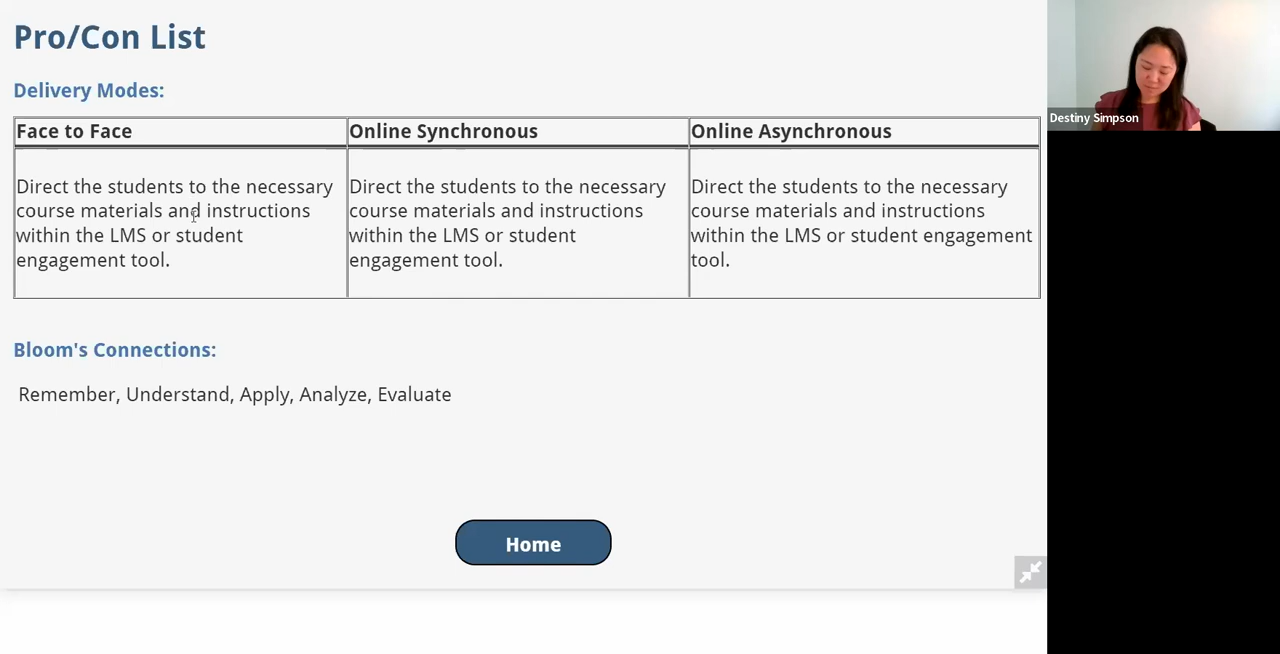 Pro/Con List
Delivery Modes:
Face to Face
Online Synchronous
Online Asynchronous
Direct the students to the necessary
course materials and instructions
within the LMS or student
engagement tool.
Direct the students to the necessary
course materials and instructions
within the LMS or student
engagement tool.
Direct the students to the necessary
course materials and instructions
within the LMS or student engagement
tool.
Bloom's Connections:
Remember, Understand, Apply, Analyze, Evaluate
Home
Destiny Simpson